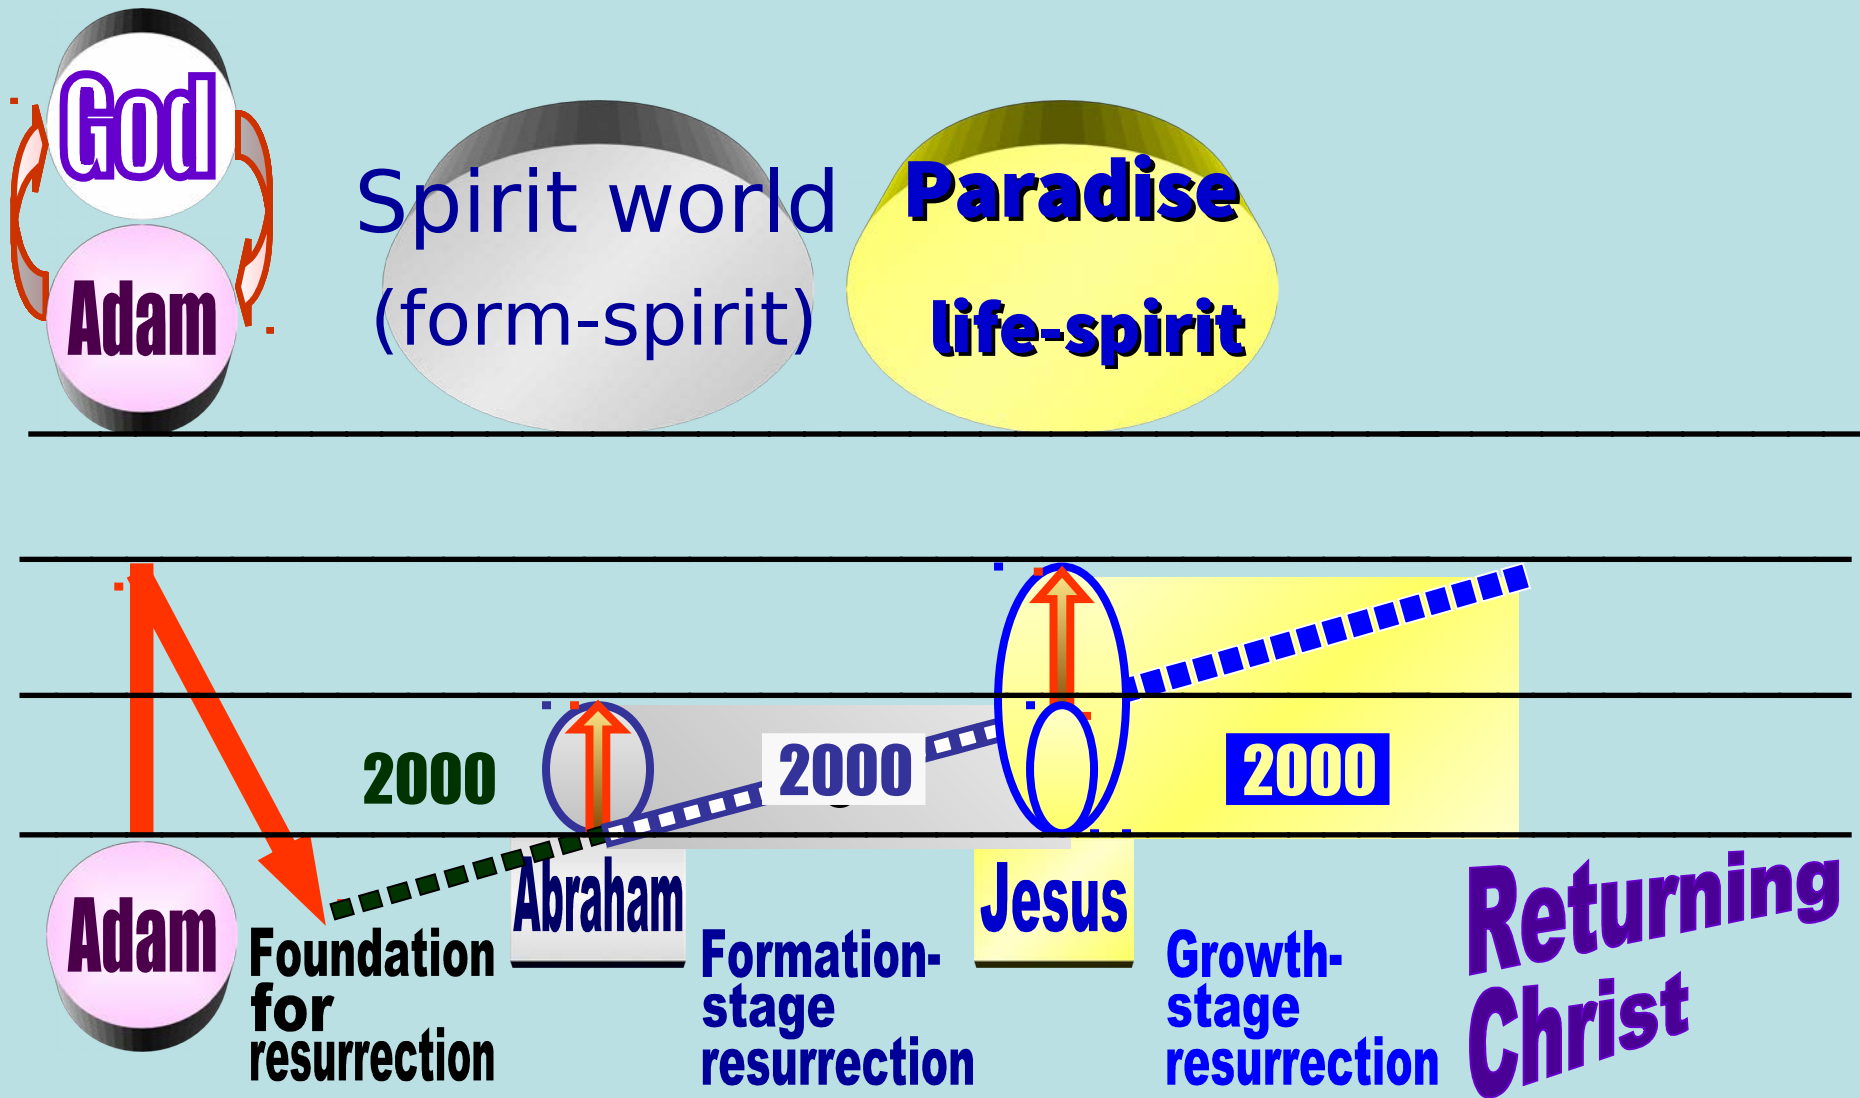 God
Adam
Spirit world
(form-spirit)
Paradise
life-spirit
2000
2000
2000
Adam
Foundation
for
resurrection
Abraham
Formation-
stage
resurrection
Jesus
Growth-
stage
resurrection
Returning
Christ